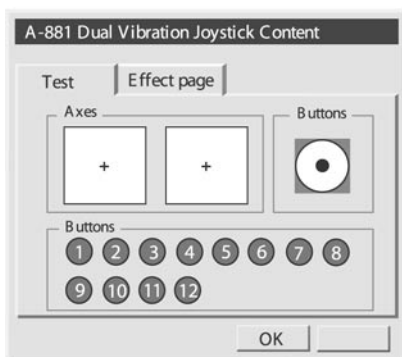 A-881 Dual Vibration Joystick Content
Test Effect page
Axes Buttons
Buttons
1 2 3 4 5 6 7 8
9 10 11 12
OK